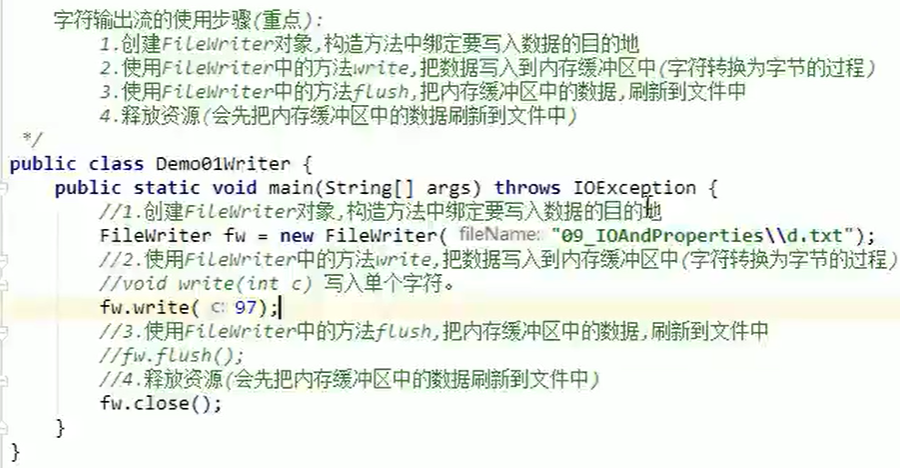 字符输出流的使用步骤(重点):
1.创建FileWriter对象,构造方法中绑定要写入数据的目的地
2.使用FileWriter中的方法write,把数据写入到内存缓冲区中(字符转换为字节的过程)
3.使用FileWriter中的方法flush,把内存缓冲区中的数据,刷新到文件中
4.释放资源(会先把内存缓冲区中的数据刷新到文件中)
*/
public class Demo01Writer {
public static void main(String[] args) throws IOException {
//1.创建FileWriter对象,构造方法中绑定要写入数据的目的地
FileWriter fw = new FileWriter( fileName: "09_IOAndProperties\\d.txt");
//2.使用FileWriter中的方法write,把数据写入到内存缓冲区中(字符转换为字节的过程)
//void write(int c) 写入单个字符。
fw.write( c: 97);
//3.使用FileWriter中的方法flush,把内存缓冲区中的数据,刷新到文件中
//fw.flush();
//4.释放资源(会先把内存缓冲区中的数据刷新到文件中)
fw.close();
}
}